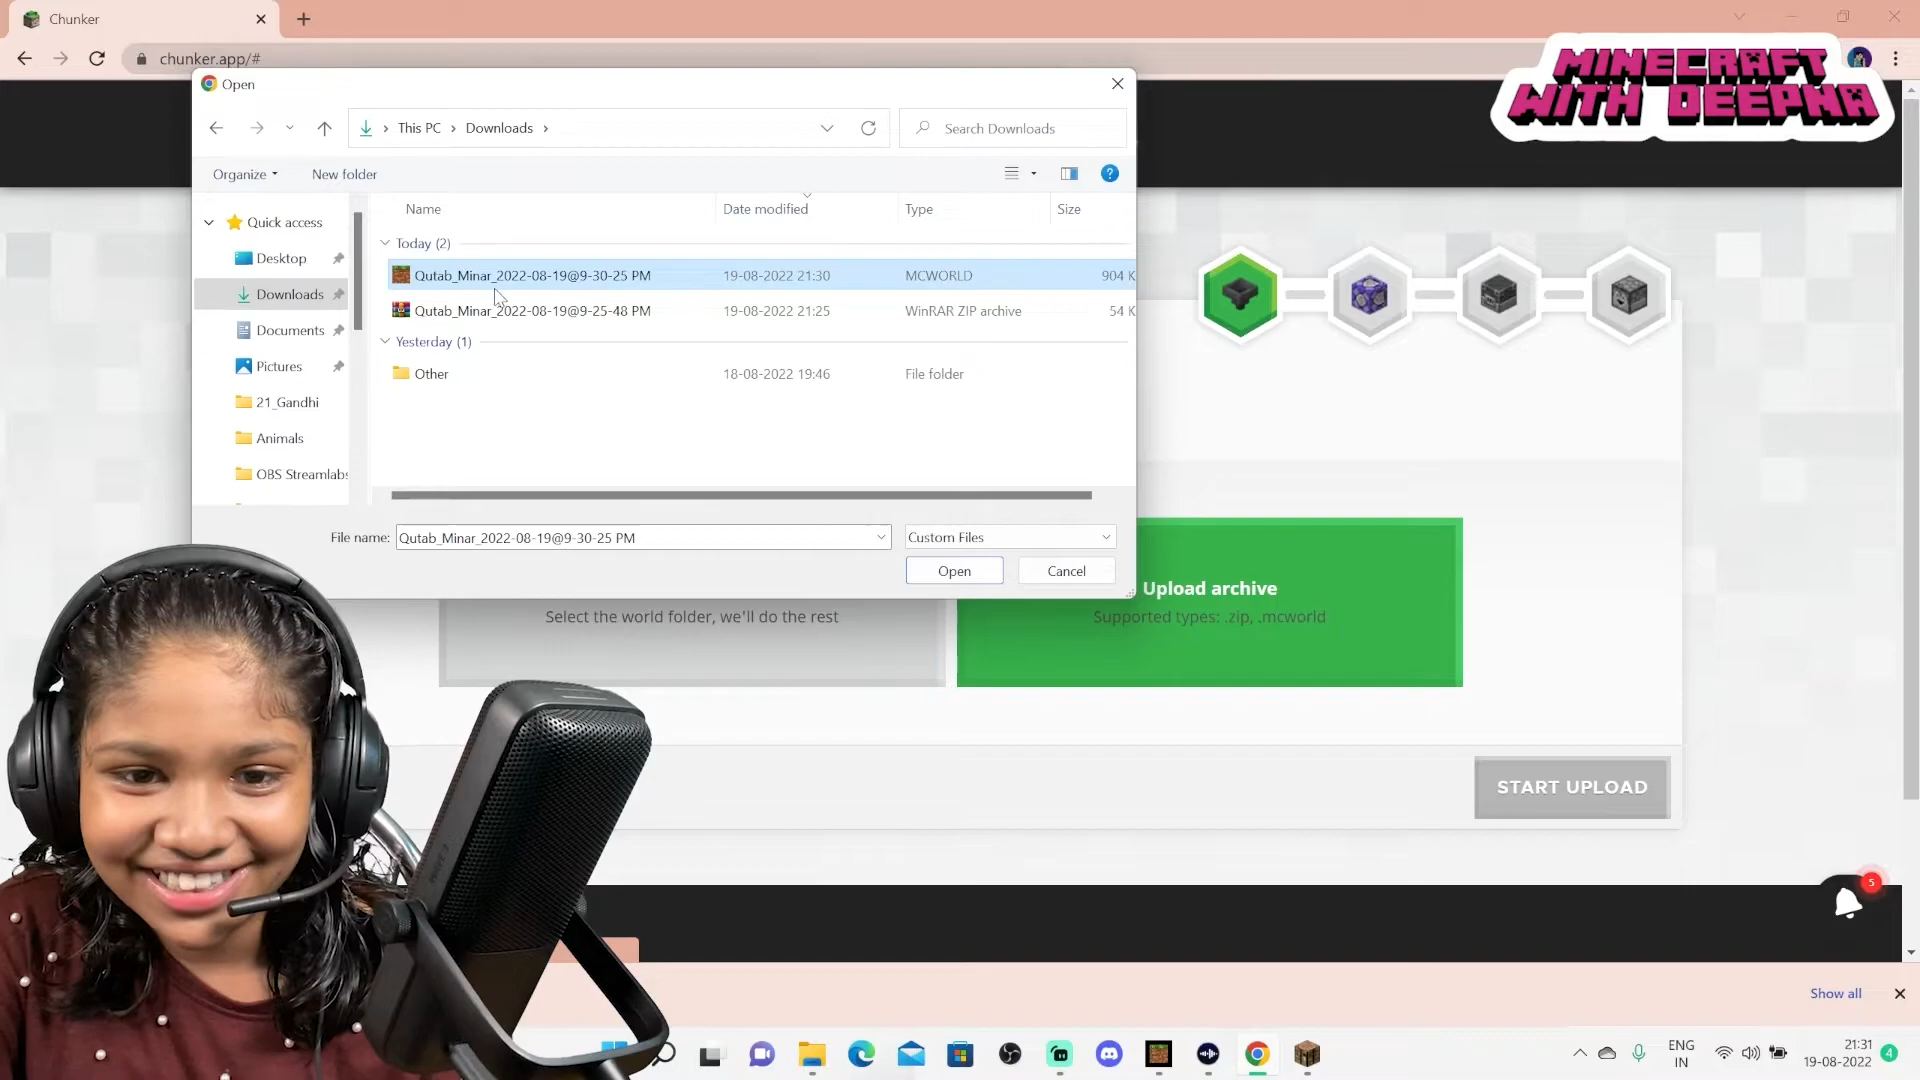 Chunker
chunker.app/#
MINECRAFT
WITH DEEPNA
Open
This PC
Downloads
Search Downloads
Organize
New folder
Name
Date modified
Type
Size
Quick access
Desktop
Downloads
Documents
Pictures
21_Gandhi
Animals
OBS Streamlabs
Today (2)
Qutab_Minar_2022-08-19@9-30-25 PM 19-08-2022 21:30 MCWORLD 904 K
Qutab_Minar_2022-08-19@9-25-48 PM 19-08-2022 21:25 WinRAR ZIP archive 54 K
Yesterday (1)
Other 18-08-2022 19:46 File folder
File name: Qutab_Minar_2022-08-19@9-30-25 PM
Custom Files
Open
Cancel
Select the world folder, we'll do the rest
Upload archive
Supported types: .zip, .mcworld
START UPLOAD
5
Show all
ENG
IN
21:31
19-08-2022
4